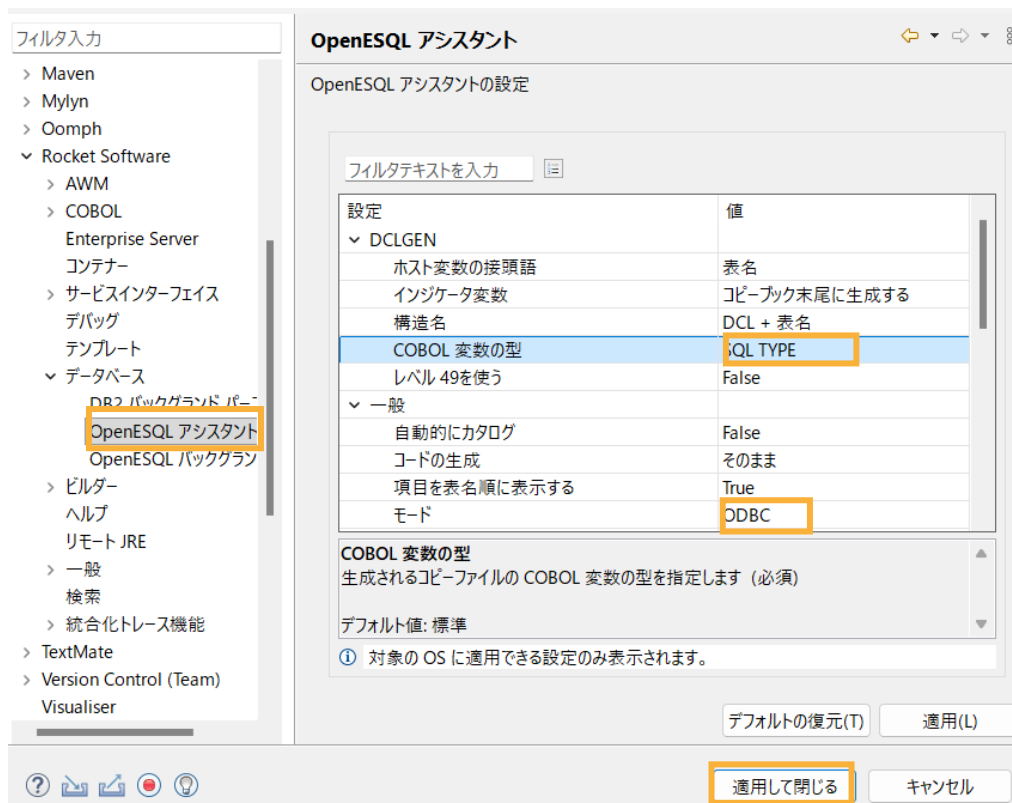 フィルタ入力
Maven
Mylyn
Oomph
Rocket Software
AWM
COBOL
Enterprise Server
コンテナー
サービスインターフェイス
デバッグ
テンプレート
データベース
DB2 バックグランド パー
OpenESQL アシスタント
OpenESQL バックグラン
ビルダー
ヘルプ
リモート JRE
一般
検索
統合化トレース機能
TextMate
Version Control (Team)
Visualiser
OpenESQL アシスタント
OpenESQL アシスタントの設定
フィルタテキストを入力
設定 値
DCLGEN
ホスト変数の接頭語 表名
インジケータ変数 コピーブック末尾に生成する
構造名 DCL + 表名
COBOL 変数の型 SQL TYPE
レベル 49を使う False
一般
自動的にカタログ False
コードの生成 そのまま
項目を表名順に表示する True
モード ODBC
COBOL 変数の型
生成されるコピーファイルの COBOL 変数の型を指定します (必須)
デフォルト値: 標準
対象の OS に適用できる設定のみ表示されます。
デフォルトの復元(T) 適用(L)
適用して閉じる キャンセル